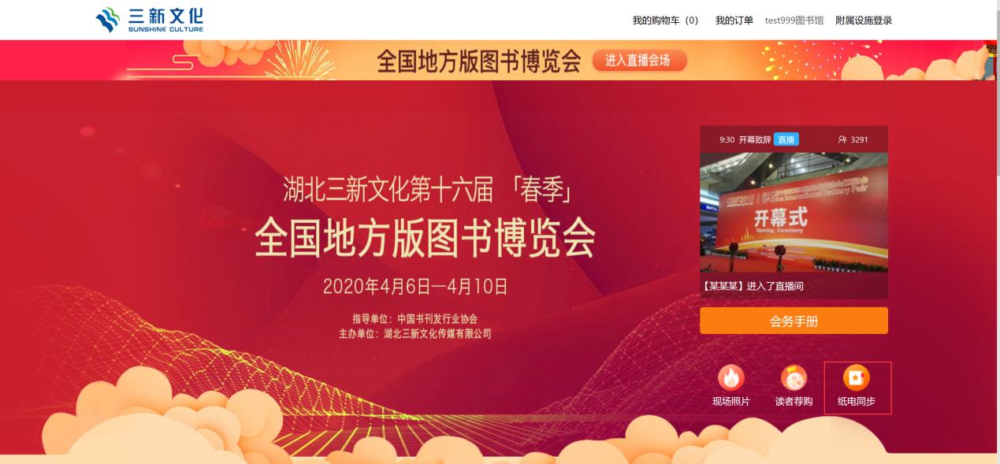 三新文化
SUNSHINE CULTURE
我的购物车（0）
我的订单
test999图书馆
附属设施登录
全国地方版图书博览会
进入直播会场
9:30 开幕致辞 直播 3291
湖北三新文化第十六届 「春季」
全国地方版图书博览会
2020年4月6日—4月10日
指导单位：中国书刊发行业协会
主办单位：湖北三新文化传媒有限公司
开幕式
Opening Ceremony
【某某某】进入了直播间
会务手册
现场照片
读者荐购
纸电同步